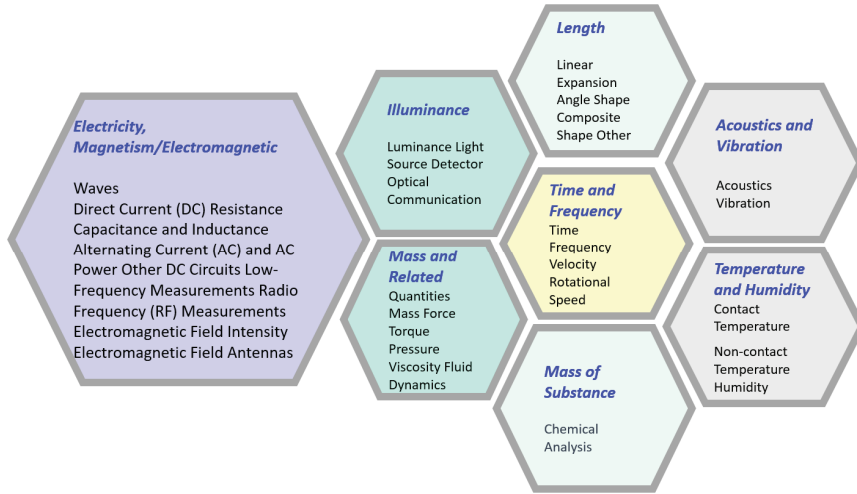 Electricity,
Magnetism/Electromagnetic
Waves
Direct Current (DC) Resistance
Capacitance and Inductance
Alternating Current (AC) and AC
Power Other DC Circuits Low-
Frequency Measurements Radio
Frequency (RF) Measurements
Electromagnetic Field Intensity
Electromagnetic Field Antennas
Illuminance
Luminance Light
Source Detector
Optical
Communication
Mass and
Related
Quantities
Mass Force
Torque
Pressure
Viscosity Fluid
Dynamics
Length
Linear
Expansion
Angle Shape
Composite
Shape Other
Time and
Frequency
Time
Frequency
Velocity
Rotational
Speed
Mass of
Substance
Chemical
Analysis
Acoustics and
Vibration
Acoustics
Vibration
Temperature
and Humidity
Contact
Temperature
Non-contact
Temperature
Humidity